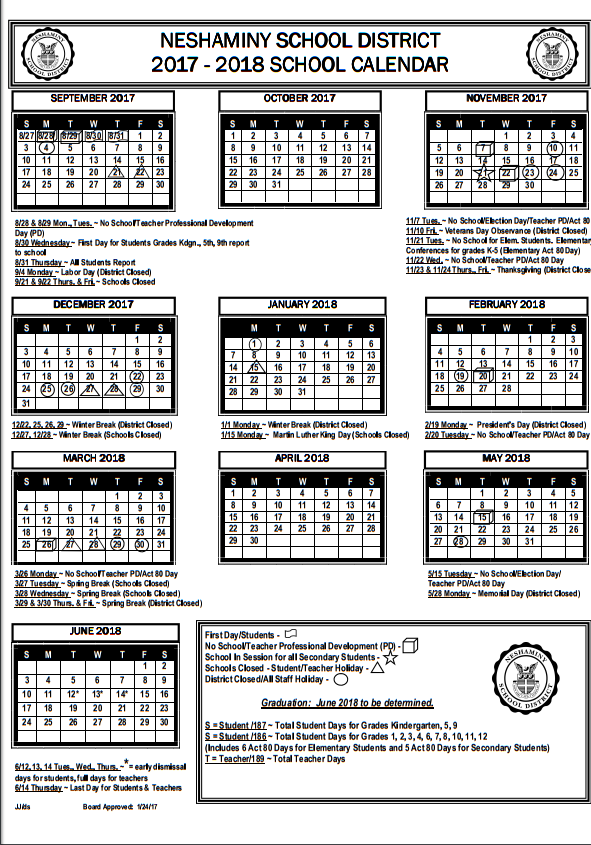 NESHAMINY SCHOOL DISTRICT
2017 - 2018 SCHOOL CALENDAR
NESHAMINY SCHOOL DISTRICT
NESHAMINY SCHOOL DISTRICT
SEPTEMBER 2017
S M T W T F S
8/27 8/28 8/29 8/30 8/31 1 2
3 4 5 6 7 8 9
10 11 12 13 14 15 16
17 18 19 20 21 22 23
24 25 26 27 28 29 30
8/28 & 8/29 Mon., Tues. ~ No School/Teacher Professional Development
Day (PD)
8/30 Wednesday ~ First Day for Students Grades Kdgn., 5th, 9th report
to school
8/31 Thursday ~ All Students Report
9/4 Monday ~ Labor Day (District Closed)
9/21 & 9/22 Thurs. & Fri. ~ Schools Closed
OCTOBER 2017
S M T W T F S
1 2 3 4 5 6 7
8 9 10 11 12 13 14
15 16 17 18 19 20 21
22 23 24 25 26 27 28
29 30 31
NOVEMBER 2017
S M T W T F S
1 2 3 4
5 6 7 8 9 10 11
12 13 14 15 16 17 18
19 20 21 22 23 24 25
26 27 28 29 30
11/7 Tues. ~ No School/Election Day/Teacher PD/Act 80
11/10 Fri. ~ Veterans Day Observance (District Closed)
11/21 Tues. ~ No School for Elem. Students. Elementary
Conferences for grades K-5 (Elementary Act 80 Day)
11/22 Wed. ~ No School/Teacher PD/Act 80 Day
11/23 & 11/24 Thurs., Fri. ~ Thanksgiving (District Close
DECEMBER 2017
S M T W T F S
1 2
3 4 5 6 7 8 9
10 11 12 13 14 15 16
17 18 19 20 21 22 23
24 25 26 27 28 29 30
31
12/22, 25, 26, 29 ~ Winter Break (District Closed)
12/27, 12/28 ~ Winter Break (Schools Closed)
JANUARY 2018
M T W T F S
1 2 3 4 5 6
7 8 9 10 11 12 13
14 15 16 17 18 19 20
21 22 23 24 25 26 27
28 29 30 31
1/1 Monday ~ Winter Break (District Closed)
1/15 Monday ~ Martin Luther King Day (Schools Closed)
FEBRUARY 2018
S M T W T F S
1 2 3
4 5 6 7 8 9 10
11 12 13 14 15 16 17
18 19 20 21 22 23 24
25 26 27 28
2/19 Monday ~ President's Day (District Closed)
2/20 Tuesday ~ No School/Teacher PD/Act 80 Day
MARCH 2018
S M T W T F S
1 2 3
4 5 6 7 8 9 10
11 12 13 14 15 16 17
18 19 20 21 22 23 24
25 26 27 28 29 30 31
3/26 Monday ~ No School/Teacher PD/Act 80 Day
3/27 Tuesday ~ Spring Break (Schools Closed)
3/28 Wednesday ~ Spring Break (Schools Closed)
3/29 & 3/30 Thurs. & Fri. ~ Spring Break (District Closed)
APRIL 2018
S M T W T F S
1 2 3 4 5 6 7
8 9 10 11 12 13 14
15 16 17 18 19 20 21
22 23 24 25 26 27 28
29 30
MAY 2018
S M T W T F S
1 2 3 4 5
6 7 8 9 10 11 12
13 14 15 16 17 18 19
20 21 22 23 24 25 26
27 28 29 30 31
5/15 Tuesday ~ No School/Election Day/
Teacher PD/Act 80 Day
5/28 Monday ~ Memorial Day (District Closed)
JUNE 2018
S M T W T F S
1 2
3 4 5 6 7 8 9
10 11 12* 13* 14* 15 16
17 18 19 20 21 22 23
24 25 26 27 28 29 30
6/12, 13, 14 Tues., Wed., Thurs. ~ * = early dismissal
days for students, full days for teachers
6/14 Thursday ~ Last Day for Students & Teachers
JJ/ds Board Approved: 1/24/17
First Day/Students -
No School/Teacher Professional Development (PD) -
School In Session for all Secondary Students -
Schools Closed -Student/Teacher Holiday -
District Closed/All Staff Holiday -
Graduation: June 2018 to be determined.
S = Student /187 ~ Total Student Days for Grades Kindergarten, 5, 9
S = Student /186 ~ Total Student Days for Grades 1, 2, 3, 4, 6, 7, 8, 10, 11, 12
(Includes 6 Act 80 Days for Elementary Students and 5 Act 80 Days for Secondary Students)
T = Teacher/189 ~ Total Teacher Days
NESHAMINY SCHOOL DISTRICT